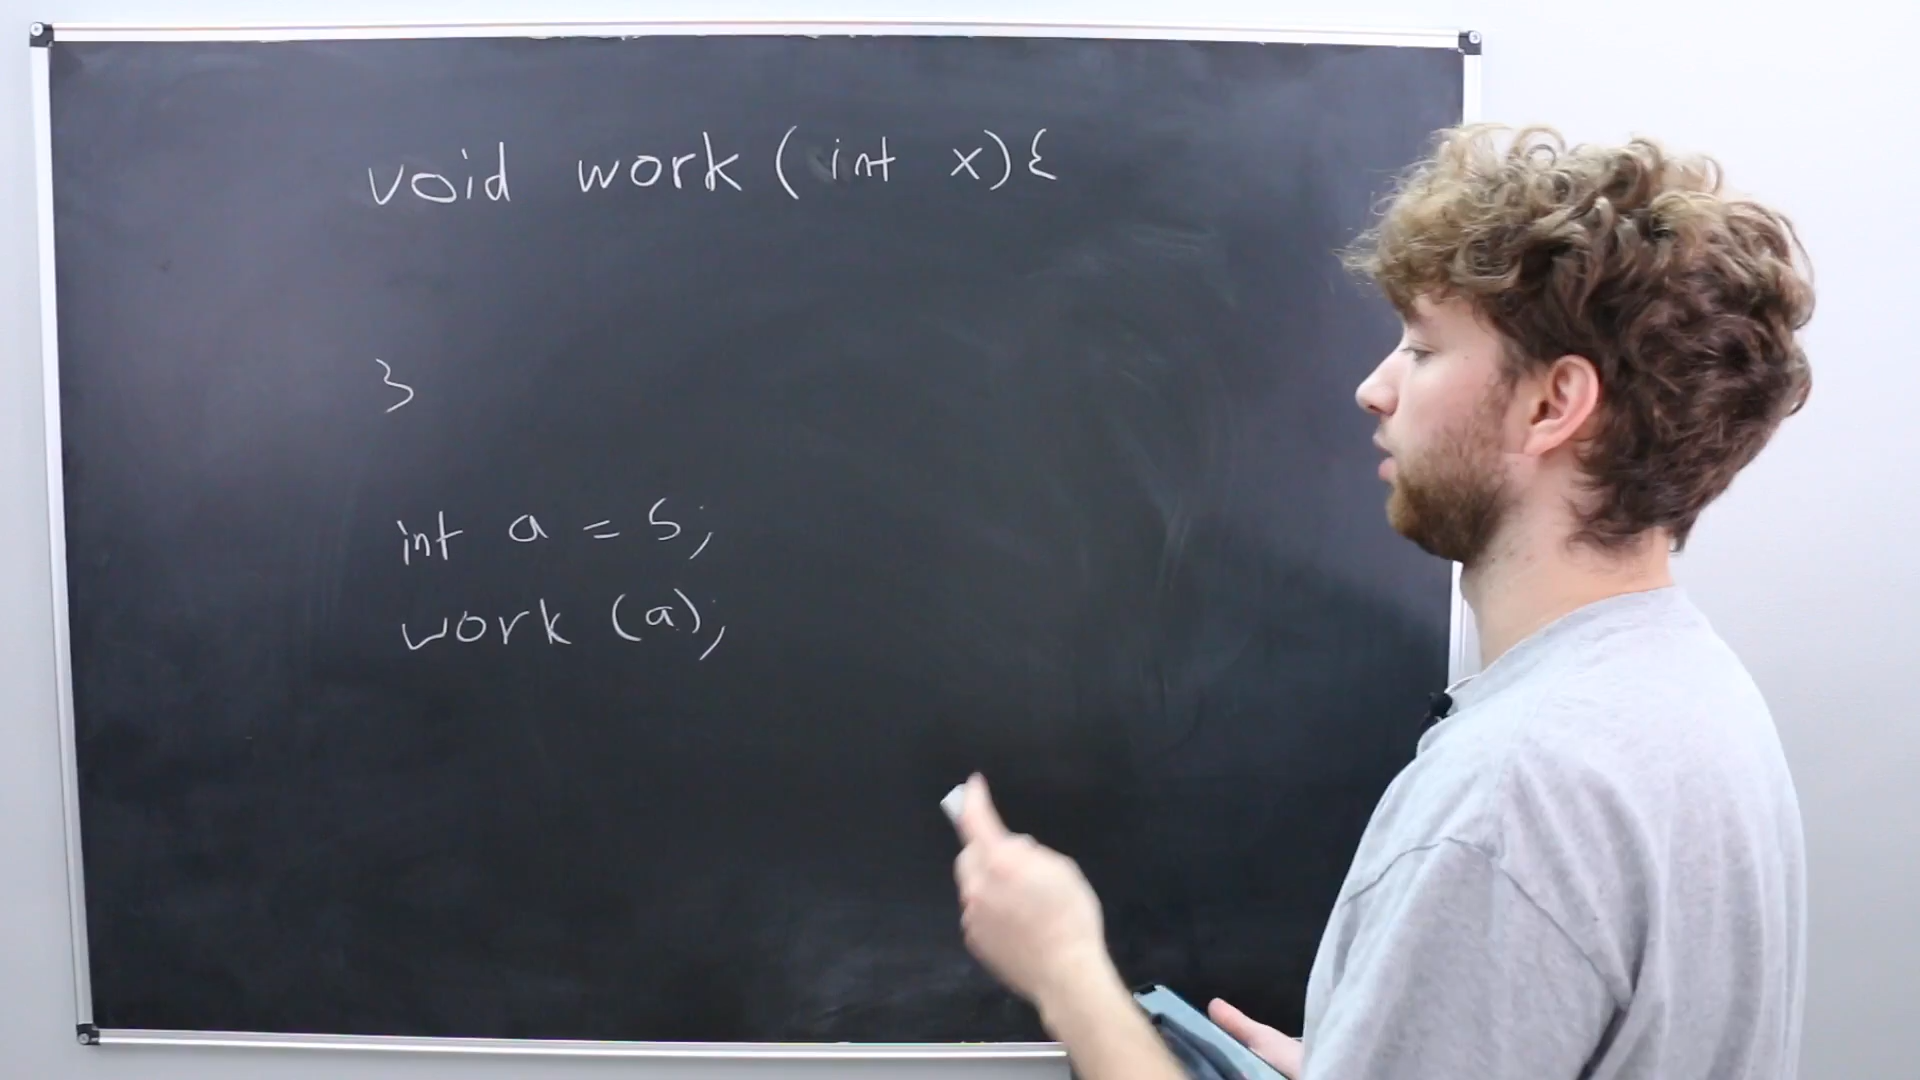 void work (int x){
}
int a = 5;
work (a);